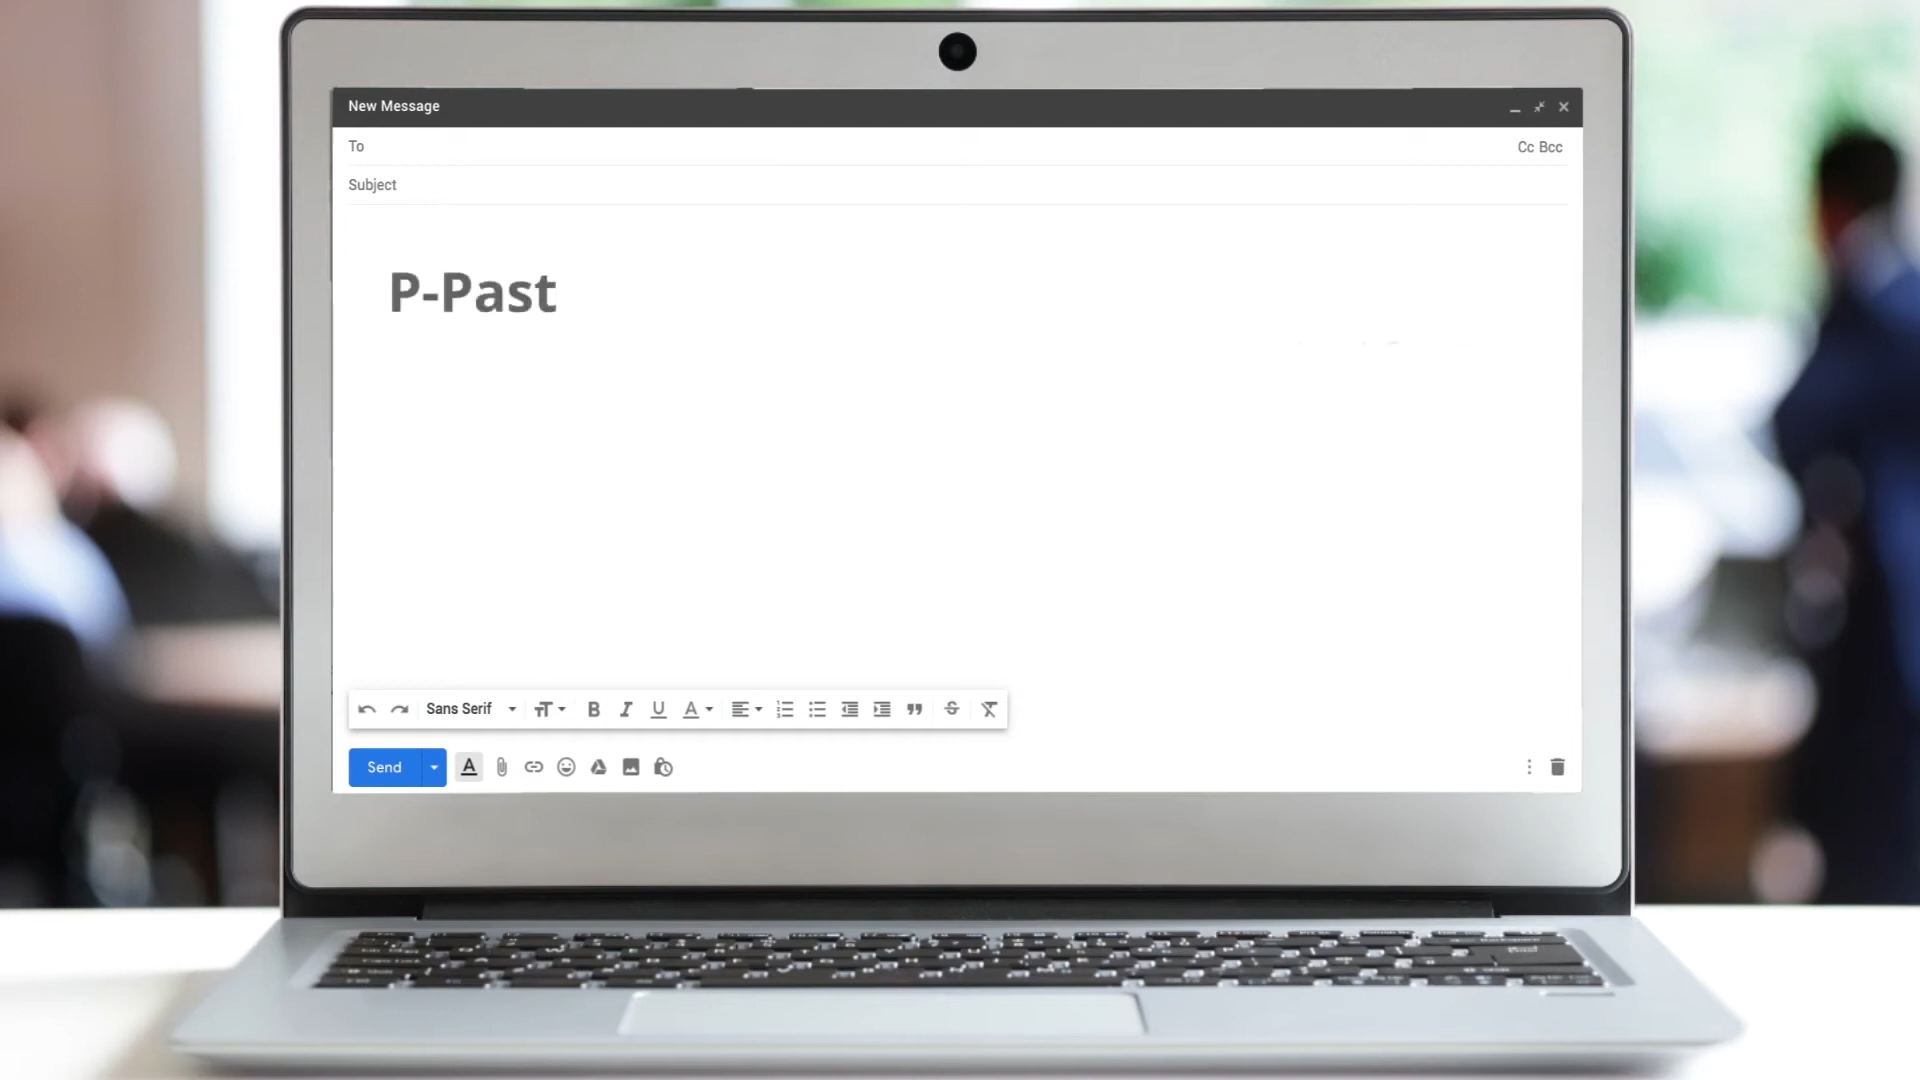 New Message
To
Cc Bcc
Subject
P-Past
Sans Serif
Send